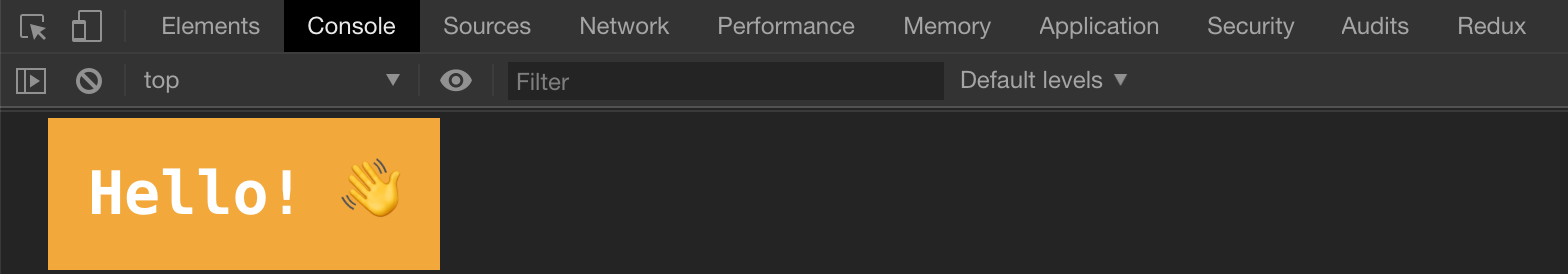 Elements Console Sources Network Performance Memory Application Security Audits Redux
top Filter Default levels
Hello! 👋